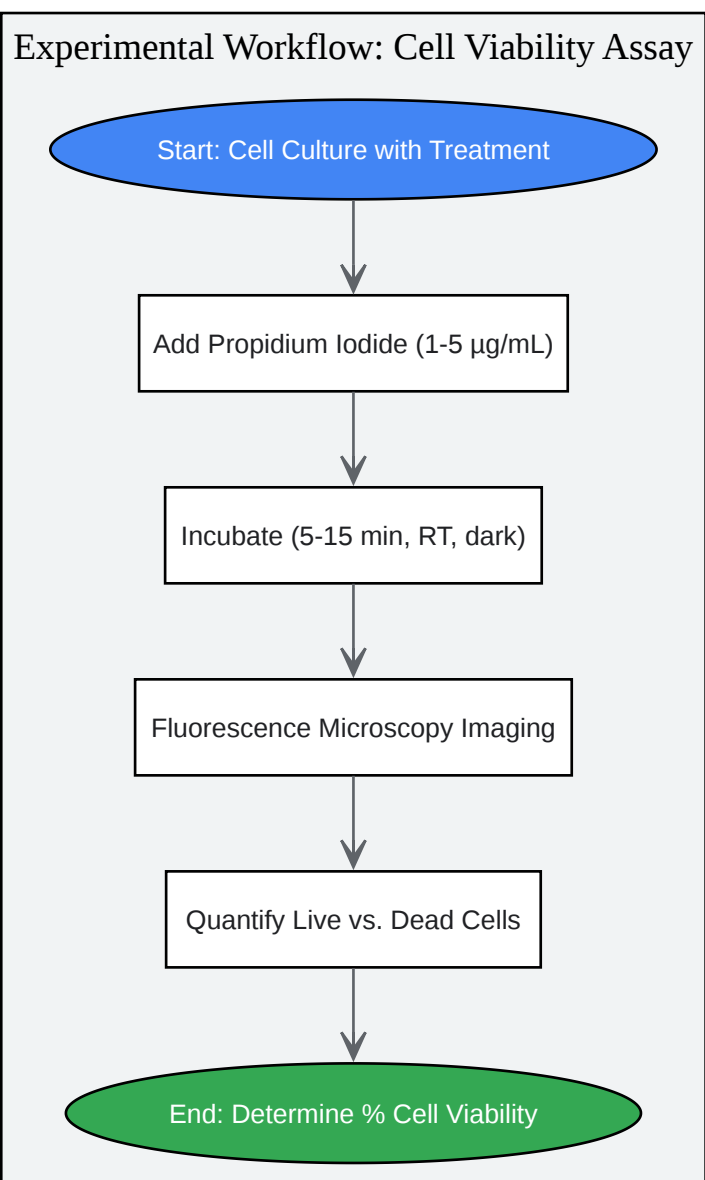 Experimental Workflow: Cell Viability Assay
Start: Cell Culture with Treatment
Add Propidium Iodide (1-5 µg/mL)
Incubate (5-15 min, RT, dark)
Fluorescence Microscopy Imaging
Quantify Live vs. Dead Cells
End: Determine % Cell Viability